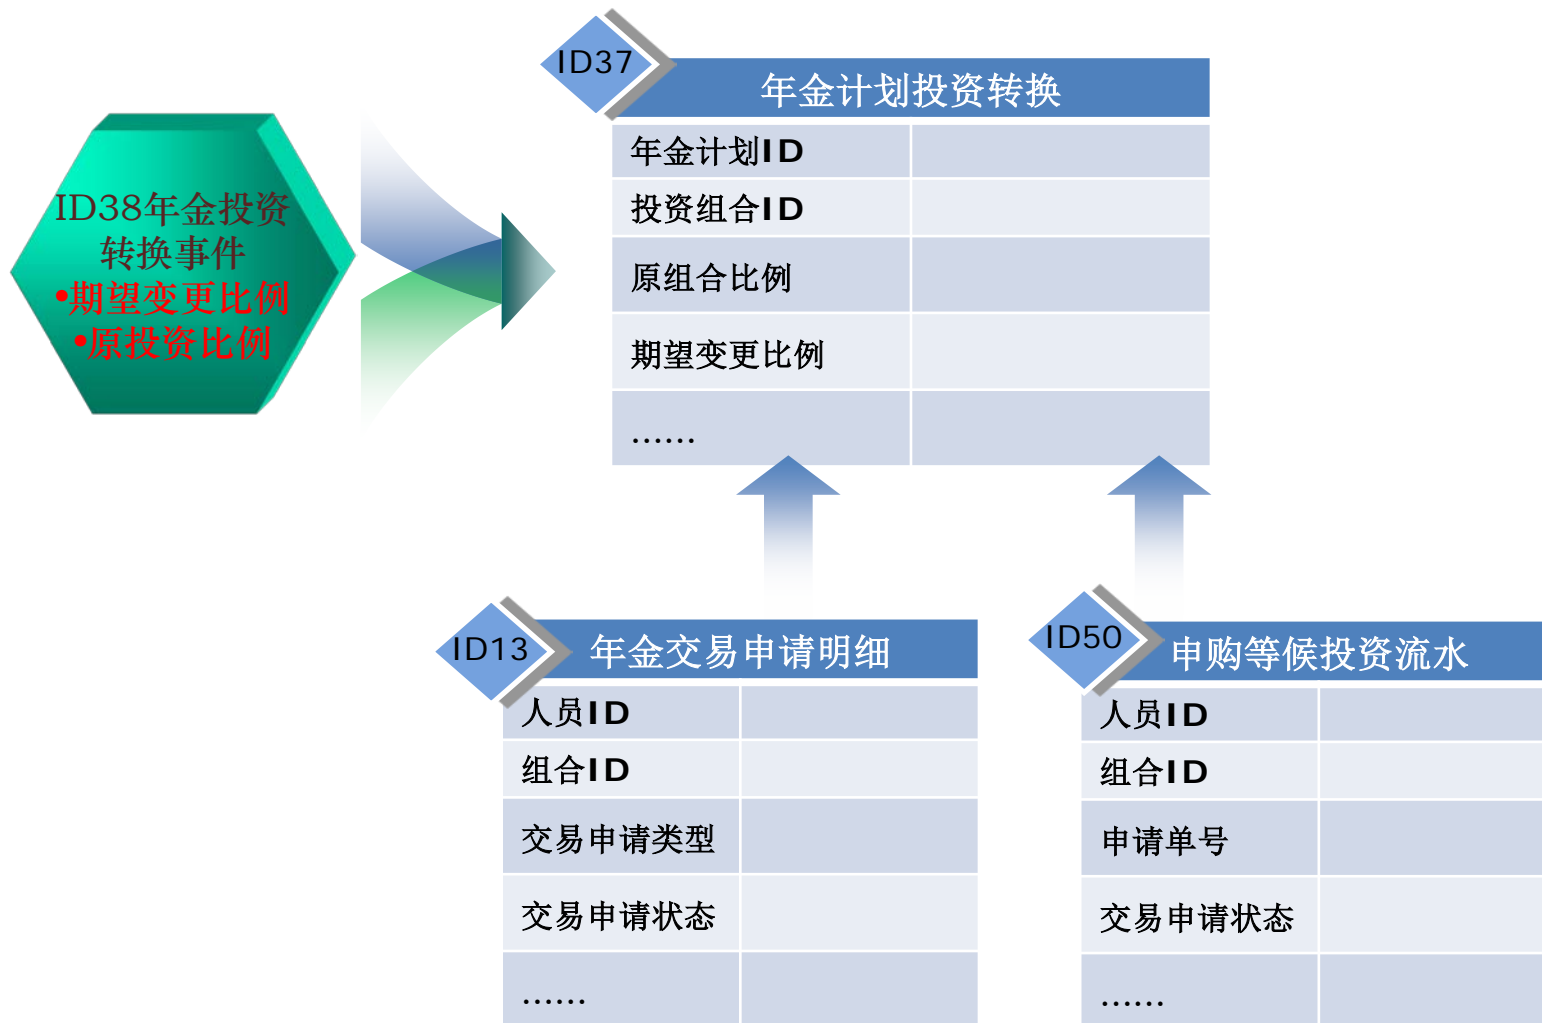 ID37
年金计划投资转换
年金计划ID
投资组合ID
原组合比例
期望变更比例
......
ID38年金投资
转换事件
•期望变更比例
•原投资比例
ID13
年金交易申请明细
人员ID
组合ID
交易申请类型
交易申请状态
......
ID50
申购等候投资流水
人员ID
组合ID
申请单号
交易申请状态
......